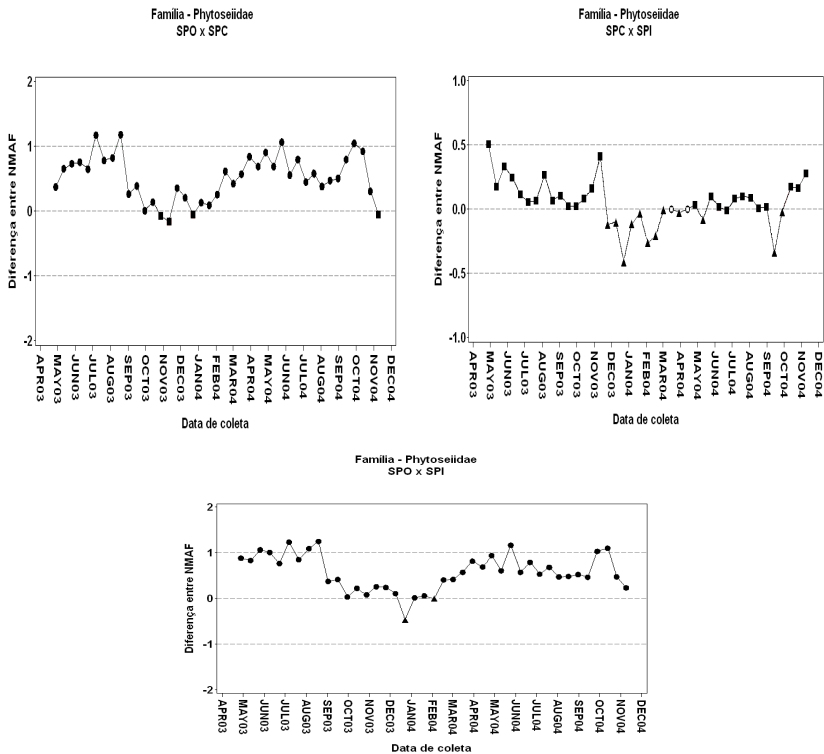 Família - Phytoseiidae
SPO x SPC
Diferença entre NMAF
2
1
0
-1
-2
APR03 MAY03 JUN03 JUL03 AUG03 SEP03 OCT03 NOV03 DEC03 JAN04 FEB04 MAR04 APR04 MAY04 JUN04 JUL04 AUG04 SEP04 OCT04 NOV04 DEC04
Data de coleta
Família - Phytoseiidae
SPC x SPI
Diferença entre NMAF
1.0
0.5
0.0
-0.5
-1.0
APR03 MAY03 JUN03 JUL03 AUG03 SEP03 OCT03 NOV03 DEC03 JAN04 FEB04 MAR04 APR04 MAY04 JUN04 JUL04 AUG04 SEP04 OCT04 NOV04 DEC04
Data de coleta
Família - Phytoseiidae
SPO x SPI
Diferença entre NMAF
2
1
0
-1
-2
APR03 MAY03 JUN03 JUL03 AUG03 SEP03 OCT03 NOV03 DEC03 JAN04 FEB04 MAR04 APR04 MAY04 JUN04 JUL04 AUG04 SEP04 OCT04 NOV04 DEC04
Data de coleta